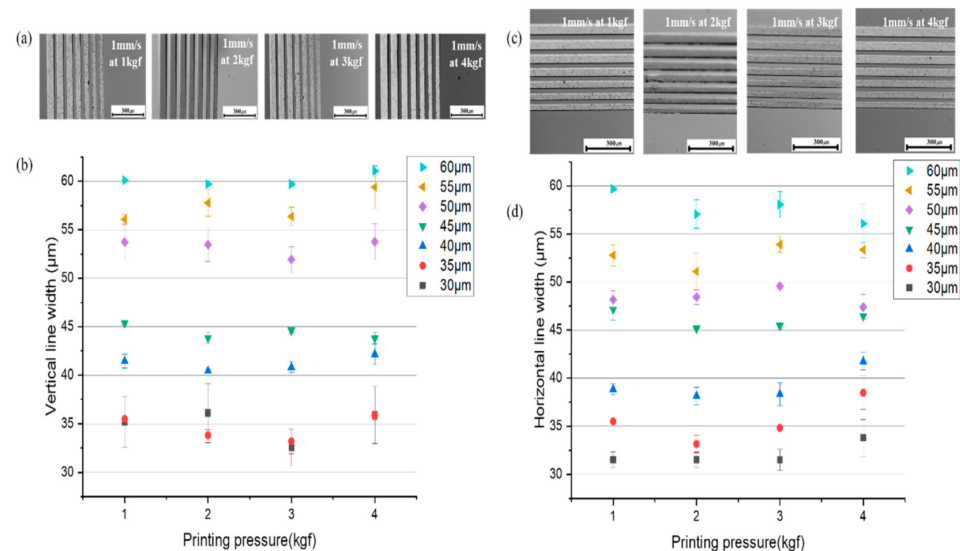 (a)
1mm/s
at 1kgf
300μm
1mm/s
at 2kgf
300μm
1mm/s
at 3kgf
300μm
1mm/s
at 4kgf
300μm
(b)
60μm
55μm
50μm
45μm
40μm
35μm
30μm
Vertical line width (μm)
60
55
50
45
40
35
30
1
2
3
4
Printing pressure(kgf)
(c)
1mm/s at 1kgf
300μm
1mm/s at 2kgf
300μm
1mm/s at 3kgf
300μm
1mm/s at 4kgf
300μm
(d)
60μm
55μm
50μm
45μm
40μm
35μm
30μm
Horizontal line width (μm)
60
55
50
45
40
35
30
1
2
3
4
Printing pressure(kgf)